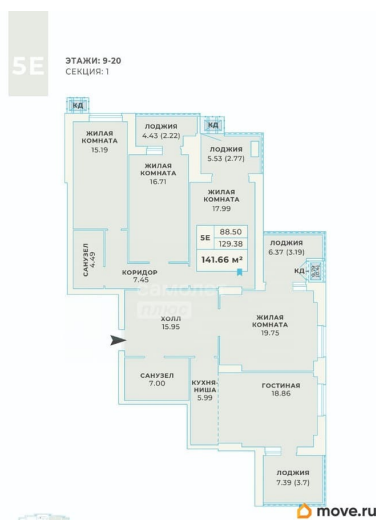 5E
ЭТАЖИ: 9-20
СЕКЦИЯ: 1
КД
ЛОДЖИЯ
4.43 (2.22)
КД
ЖИЛАЯ
КОМНАТА
15.19
ЛОДЖИЯ
5.53 (2.77)
ЖИЛАЯ
КОМНАТА
16.71
ЖИЛАЯ
КОМНАТА
17.99
5E
88.50
129.38
141.66 м²
САНУЗЕЛ
4.49
КОРИДОР
7.45
ЛОДЖИЯ
6.37 (3.19)
КД
ХОЛЛ
15.95
плюс
ЖИЛАЯ
КОМНАТА
19.75
САНУЗЕЛ
7.00
КУХНЯ-
НИША
5.99
ГОСТИНАЯ
18.86
ЛОДЖИЯ
7.39 (3.7)
move.ru